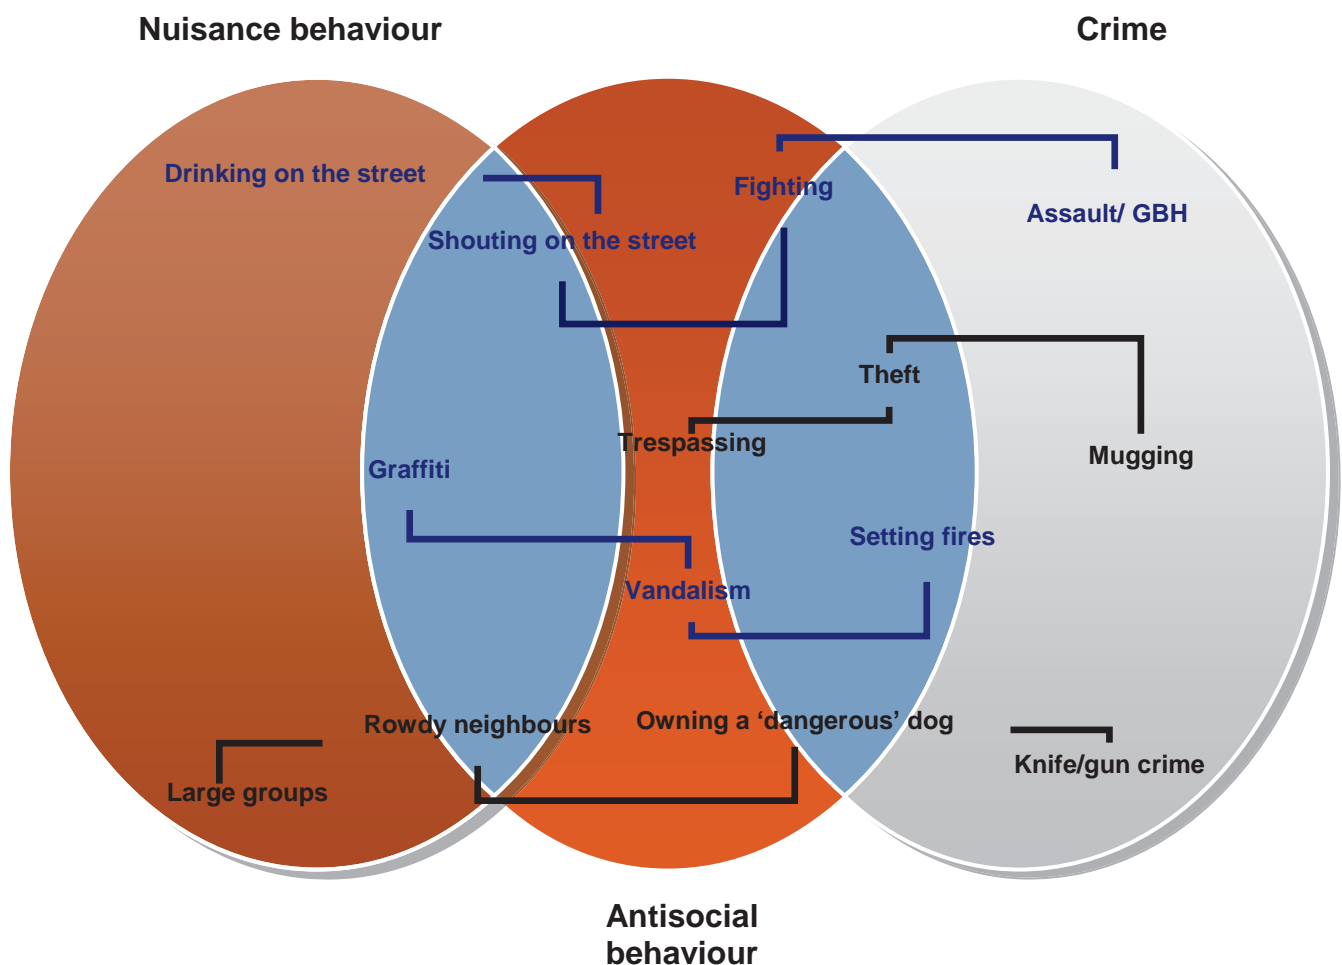 Nuisance behaviour
Crime
Drinking on the street
Fighting
Assault/ GBH
Shouting on the street
Theft
Trespassing
Mugging
Graffiti
Setting fires
Vandalism
Rowdy neighbours
Owning a ‘dangerous’ dog
Knife/gun crime
Large groups
Antisocial
behaviour